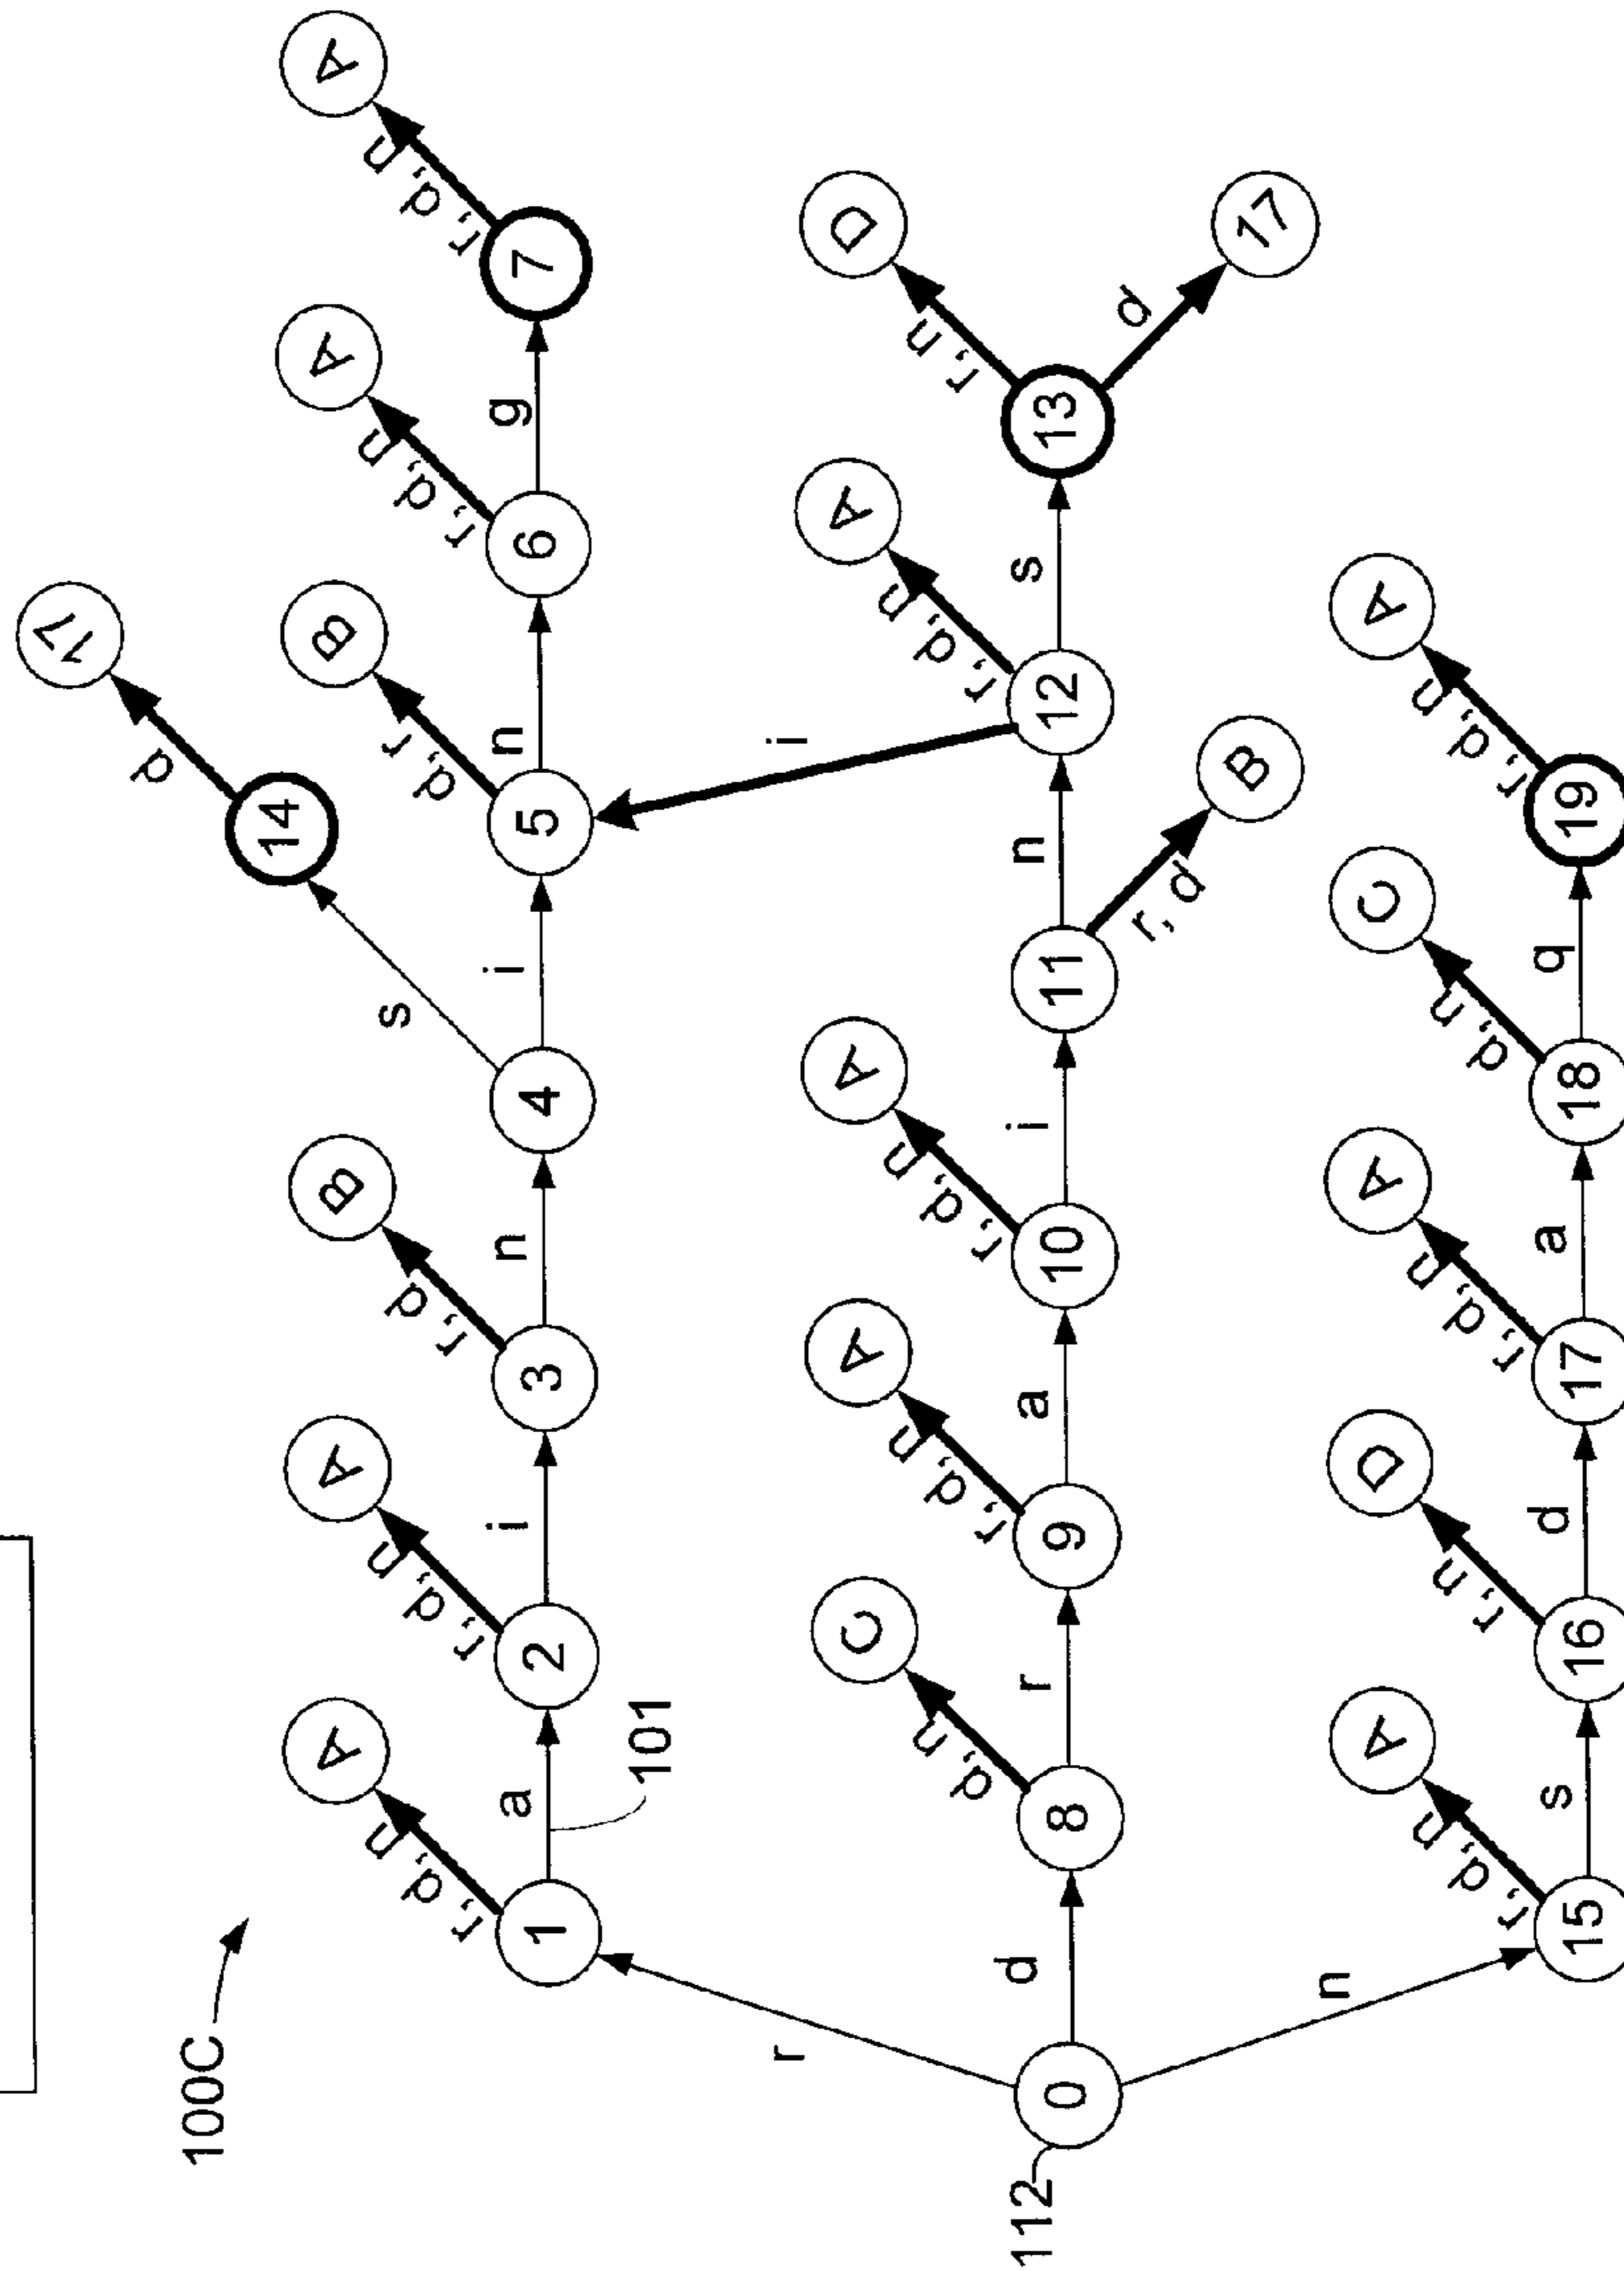 100C
112
101
0
r
d
n
1
a
2
i
3
n
4
i
5
n
6
g
7
r, d, n
A
r, d, n
A
r, d
B
s
14
d
17
d, r
B
r, d, n
A
r, d, n
A
8
r
9
a
10
i
11
n
12
s
13
d, n
C
r, d, n
A
r, d, n
A
r, d
B
i
r, d, n
A
r, n
D
d
17
15
s
16
d
17
a
18
q
19
r, d, n
A
r, n
D
r, d, n
A
d, n
C
r, d, n
A